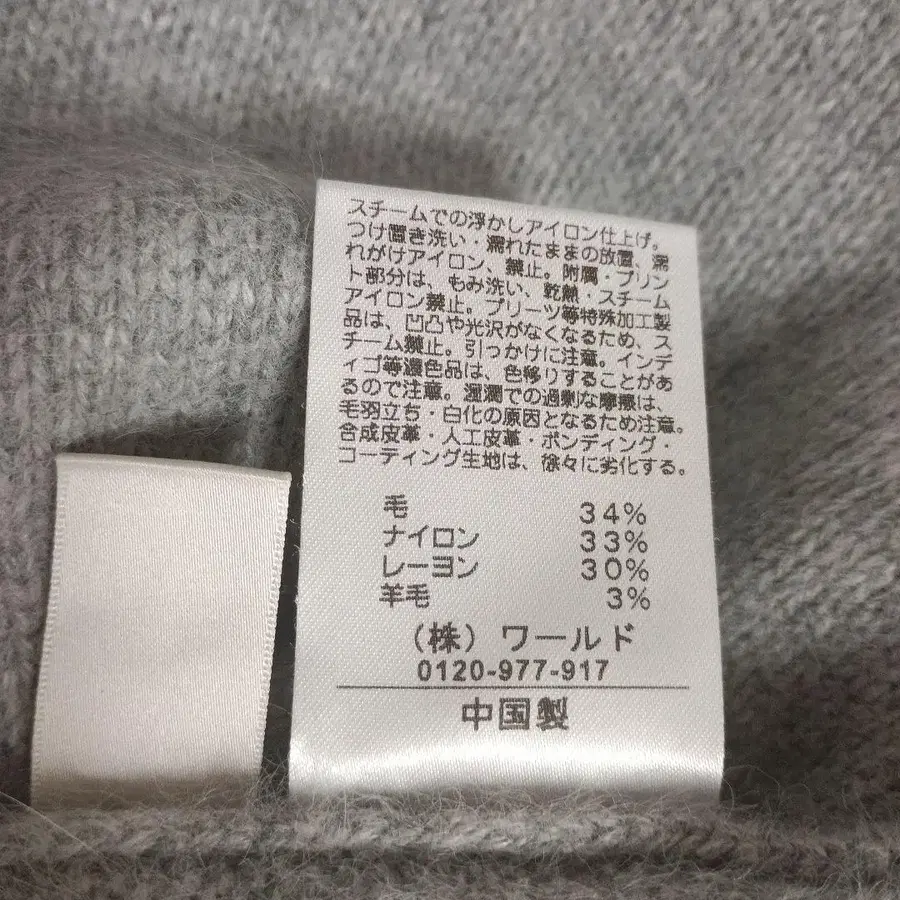 スチームでの浮かしアイロン仕上げ。
つけ置き洗い・濡れたままの放置、濡
れがけアイロン、禁止。附属・プリン
ト部分は、もみ洗い、乾熱・スチーム
アイロン禁止。プリーツ等特殊加工製
品は、凹凸や光沢がなくなるため、ス
チーム禁止。引っかけに注意。インデ
ィゴ等濃色品は、色移りすることがあ
るので注意。湿潤での過剰な摩擦は、
毛羽立ち・白化の原因となるため注意。
合成皮革・人工皮革・ボンディング・
コーティング生地は、徐々に劣化する。
毛 34%
ナイロン 33%
レーヨン 30%
羊毛 3%
(株) ワールド
0120-977-917
中国製